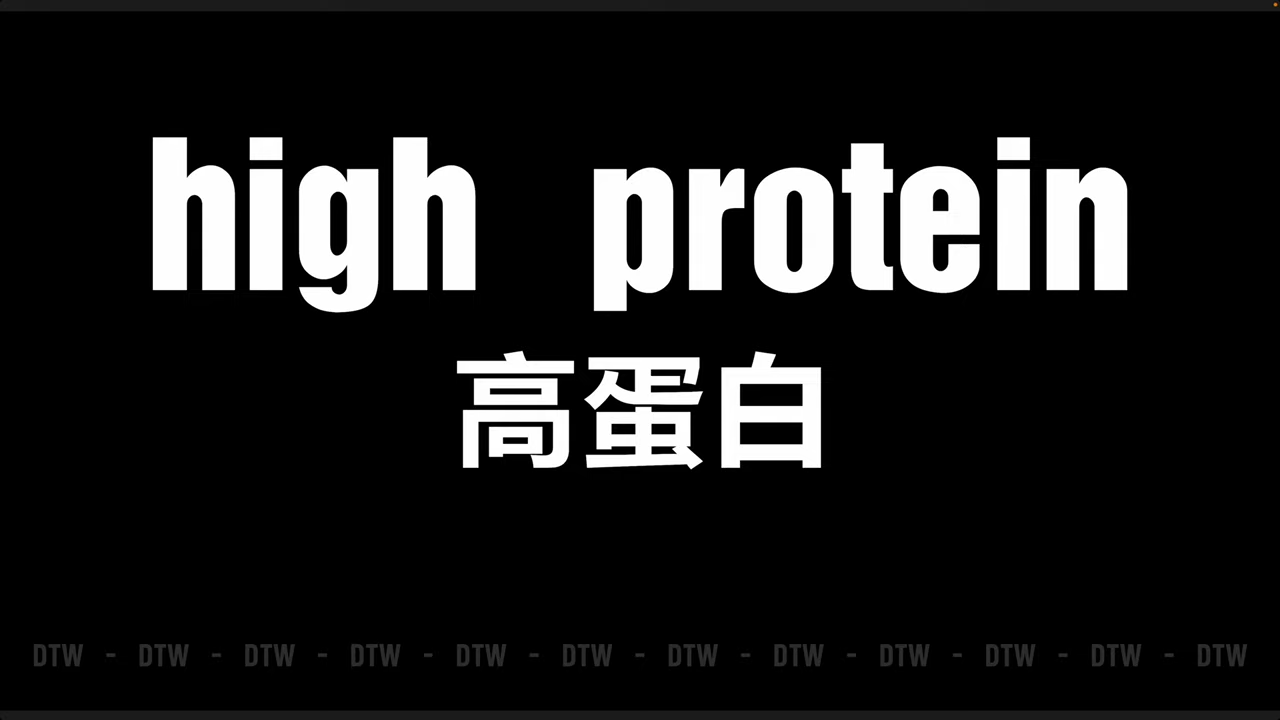 high protein
高蛋白
DTW - DTW - DTW - DTW - DTW - DTW - DTW - DTW - DTW - DTW - DTW - DTW